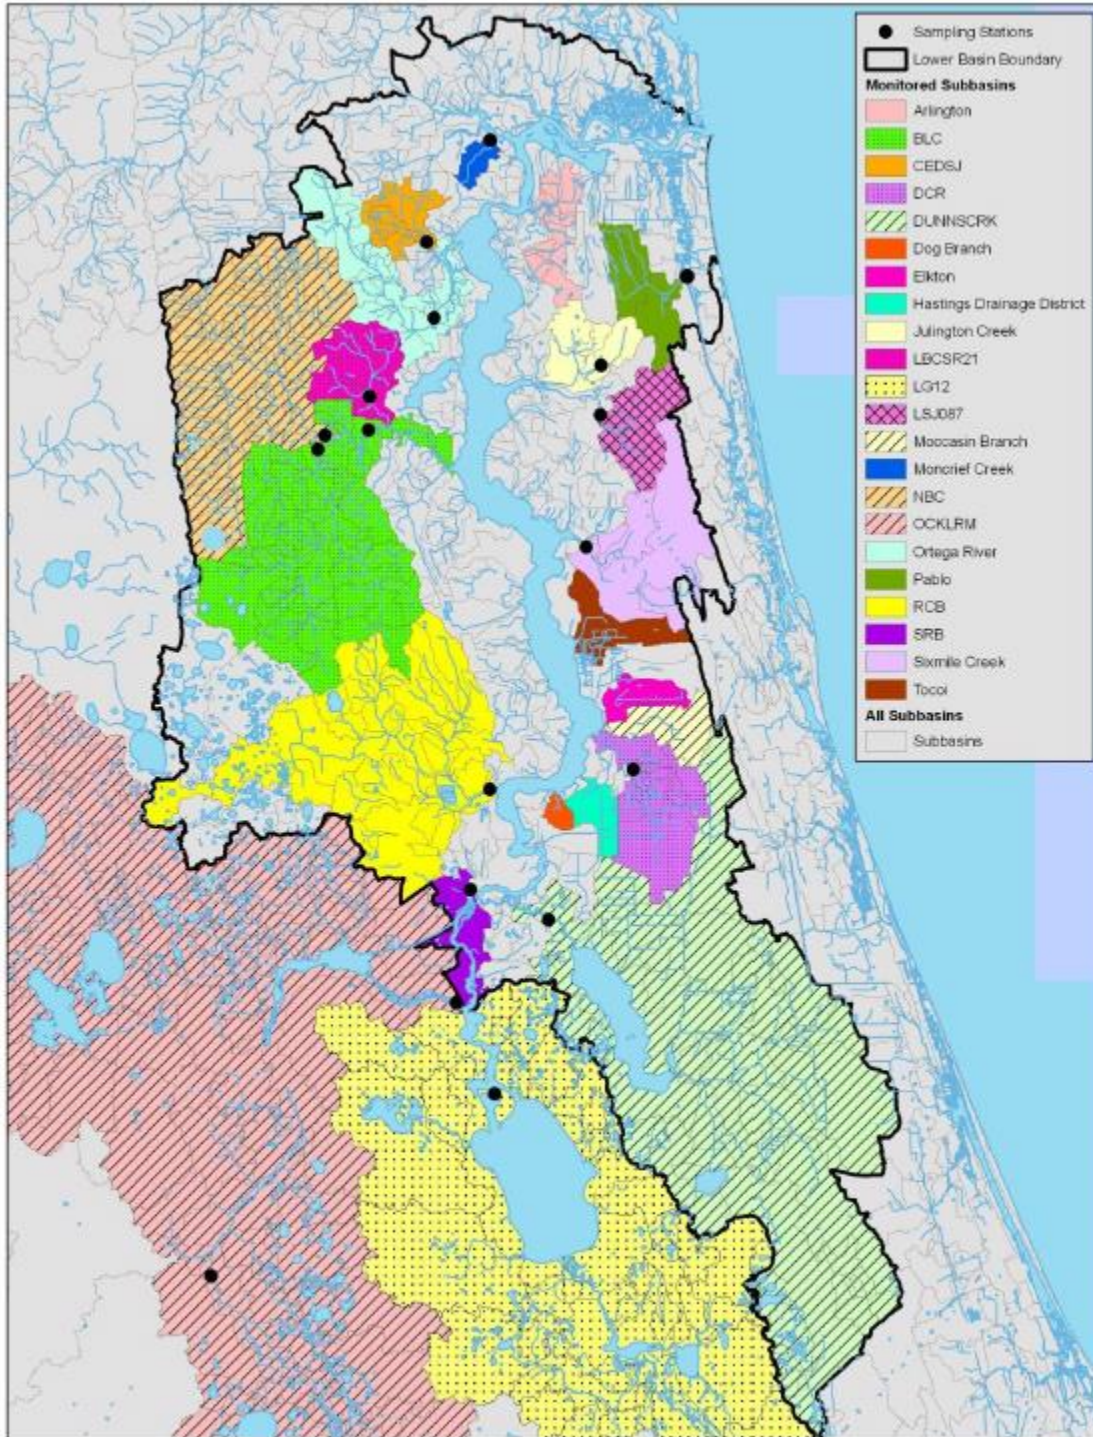 Sampling Stations
Lower Basin Boundary
Monitored Subbasins
Arlington
BLC
CEDSJ
DCR
DUNNSCRK
Dog Branch
Elkton
Hastings Drainage District
Julington Creek
LBCSR21
LG12
LSJ087
Moccasin Branch
Moncrief Creek
NBC
OCKLRM
Ortega River
Pablo
RCB
SRB
Sixmile Creek
Tocoi
All Subbasins
Subbasins